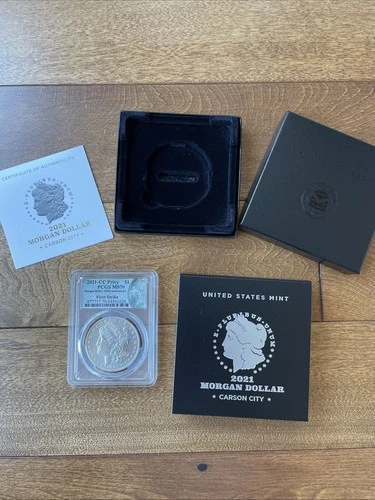 CERTIFICATE OF AUTHENTICITY
2021
MORGAN DOLLAR
• CARSON CITY •
2021-CC Privy $1
PCGS MS70
First Strike
UNITED STATES MINT
E·PLURIBUS·UNUM
2021
MORGAN DOLLAR
• CARSON CITY •